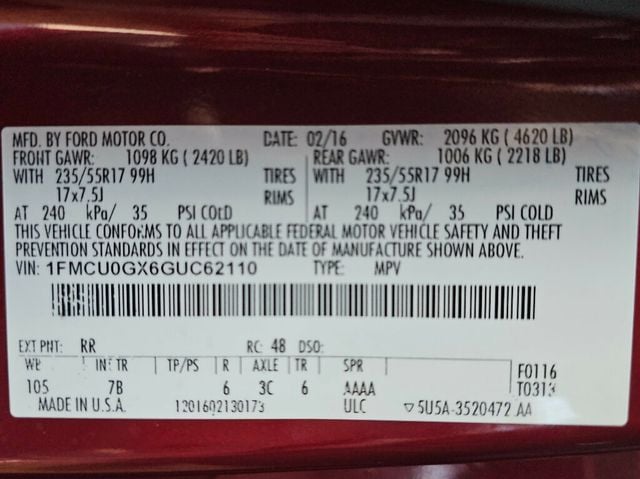 MFD. BY FORD MOTOR CO. DATE: 02/16 GVWR: 2096 KG ( 4620 LB)
FRONT GAWR: 1098 KG ( 2420 LB) REAR GAWR: 1006 KG ( 2218 LB)
WITH 235/55R17 99H TIRES WITH 235/55R17 99H TIRES
17x7.5J RIMS 17x7.5J RIMS
AT 240 kPa/ 35 PSI COLD AT 240 kPa/ 35 PSI COLD
THIS VEHICLE CONFORMS TO ALL APPLICABLE FEDERAL MOTOR VEHICLE SAFETY AND THEFT
PREVENTION STANDARDS IN EFFECT ON THE DATE OF MANUFACTURE SHOWN ABOVE.
VIN: 1FMCU0GX6GUC62110 TYPE: MPV
EXT PNT: RR RC: 48 DSO:
WB INT TR TP/PS R AXLE TR SPR F0116
105 7B 6 3C 6 AAAA T0313
MADE IN U.S.A. 1201602130173 ULC ▽ 5U5A-3520472 AA